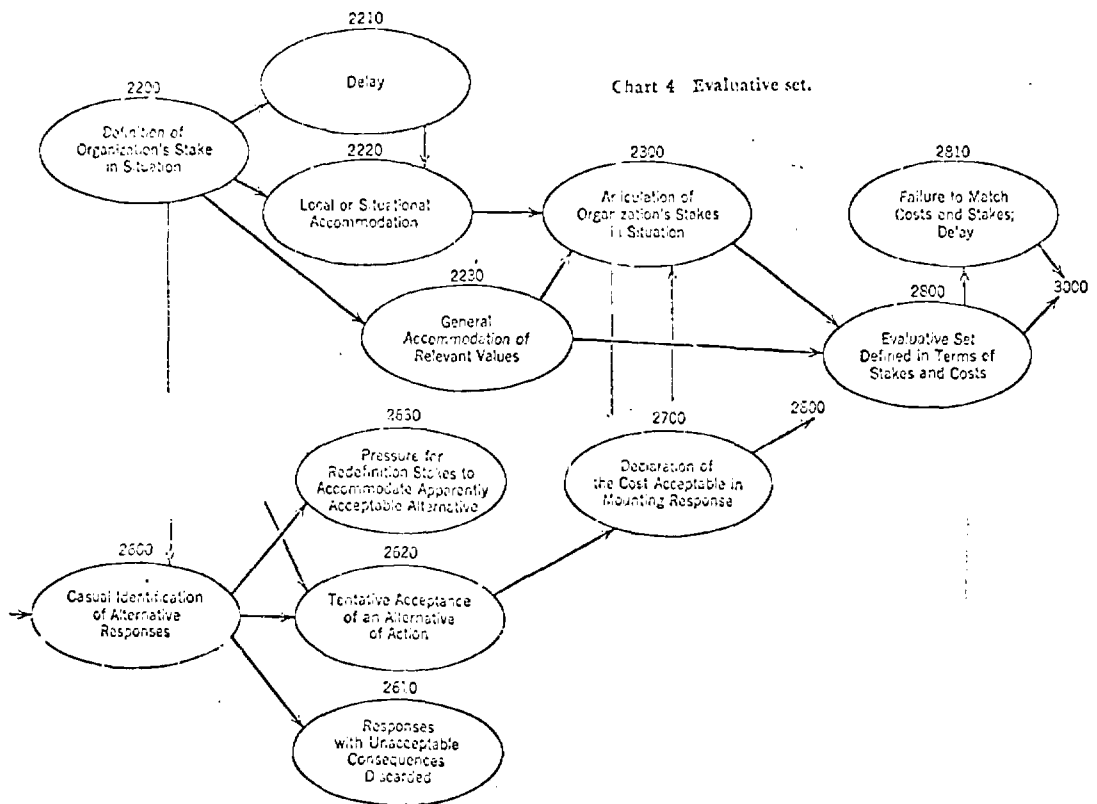 2210
Delay
Chart 4 Evaluative set.
2200
Definition of
Organization's Stake
in Situation
2220
Local or Situational
Accommodation
2300
Articulation of
Organization's Stakes
in Situation
2810
Failure to Match
Costs and Stakes;
Delay
3000
2230
General
Accommodation of
Relevant Values
2800
Evaluative Set
Defined in Terms of
Stakes and Costs
2630
Pressure for
Redefinition Stakes to
Accommodate Apparently
Acceptable Alternative
2700
Declaration of
the Cost Acceptable in
Mounting Response
2800
2600
Casual Identification
of Alternative
Responses
2620
Tentative Acceptance
of an Alternative
of Action
2610
Responses
with Unacceptable
Consequences
Discarded